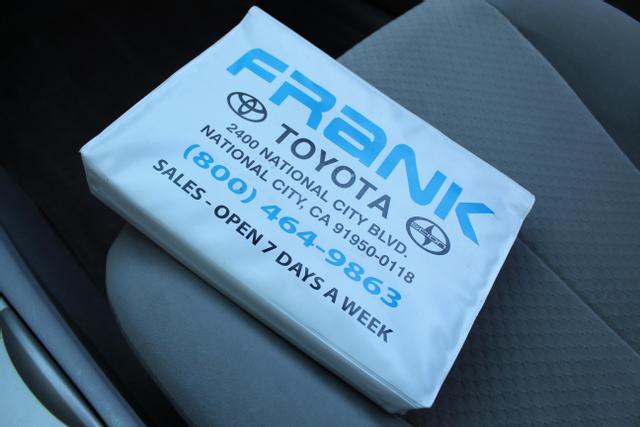 FRANK
TOYOTA
2400 NATIONAL CITY BLVD.
NATIONAL CITY, CA 91950-0118
(800) 464-9863
SALES - OPEN 7 DAYS A WEEK